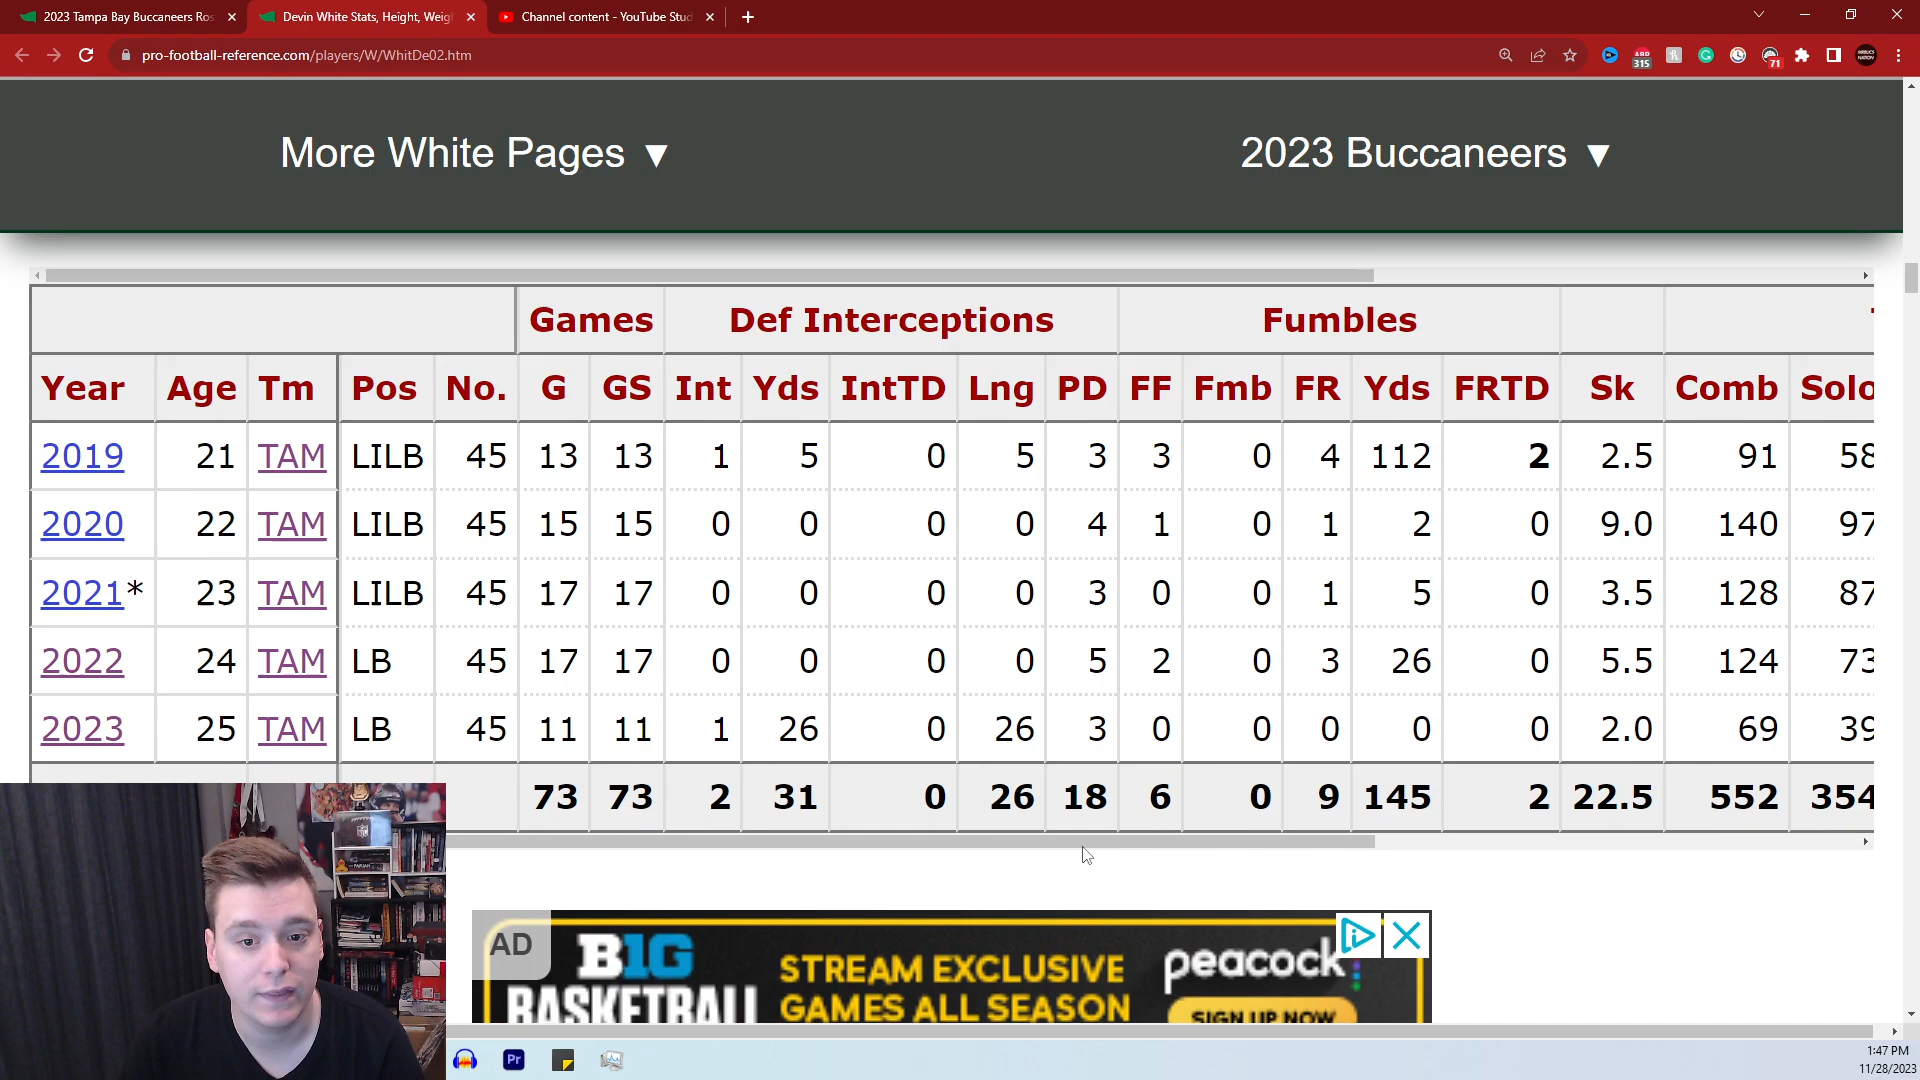 2023 Tampa Bay Buccaneers Ros
Devin White Stats, Height, Weig
Channel content - YouTube Stud
pro-football-reference.com/players/W/WhitDe02.htm
315
71
More White Pages ▼
2023 Buccaneers ▼
Games Def Interceptions Fumbles
Year Age Tm Pos No. G GS Int Yds IntTD Lng PD FF Fmb FR Yds FRTD Sk Comb Solo
2019 21 TAM LILB 45 13 13 1 5 0 5 3 3 0 4 112 2 2.5 91 58
2020 22 TAM LILB 45 15 15 0 0 0 0 4 1 0 1 2 0 9.0 140 97
2021* 23 TAM LILB 45 17 17 0 0 0 0 3 0 0 1 5 0 3.5 128 87
2022 24 TAM LB 45 17 17 0 0 0 0 5 2 0 3 26 0 5.5 124 73
2023 25 TAM LB 45 11 11 1 26 0 26 3 0 0 0 0 0 2.0 69 39
73 73 2 31 0 26 18 6 0 9 145 2 22.5 552 354
AD
B1G
BASKETBALL
STREAM EXCLUSIVE
GAMES ALL SEASON
peacock
SIGN UP NOW
Pr
1:47 PM
11/28/2023